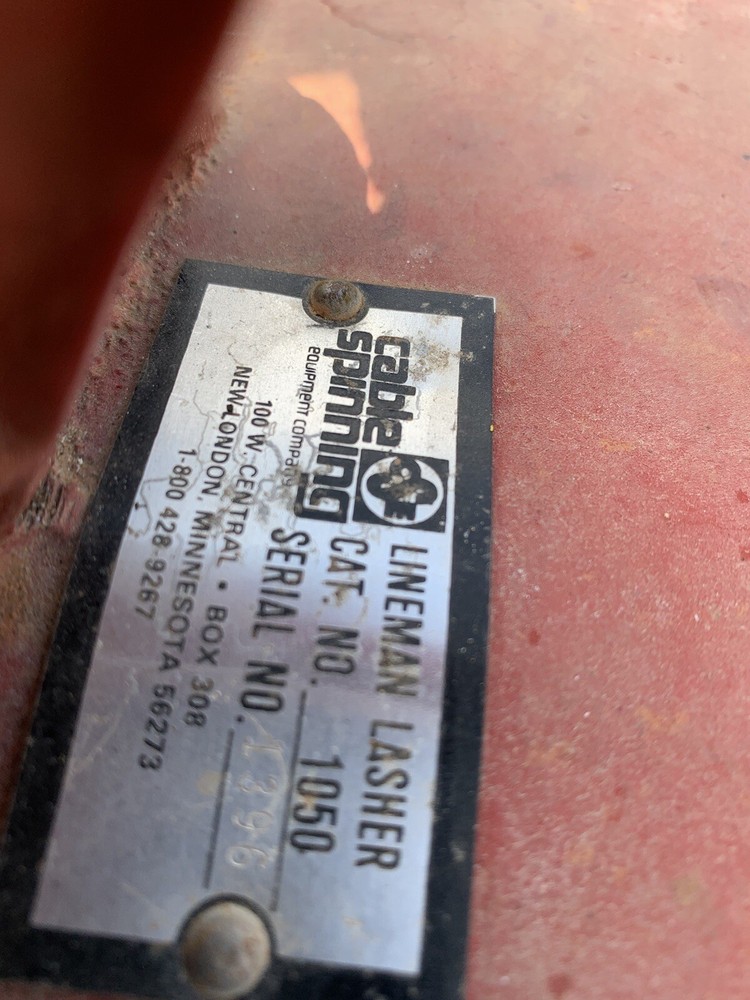 cable
spinning
equipment company
LINEMAN LASHER
CAT. NO. 1050
SERIAL NO. 1396
100 W. CENTRAL • BOX 308
NEW LONDON, MINNESOTA 56273
1-800 428-9267